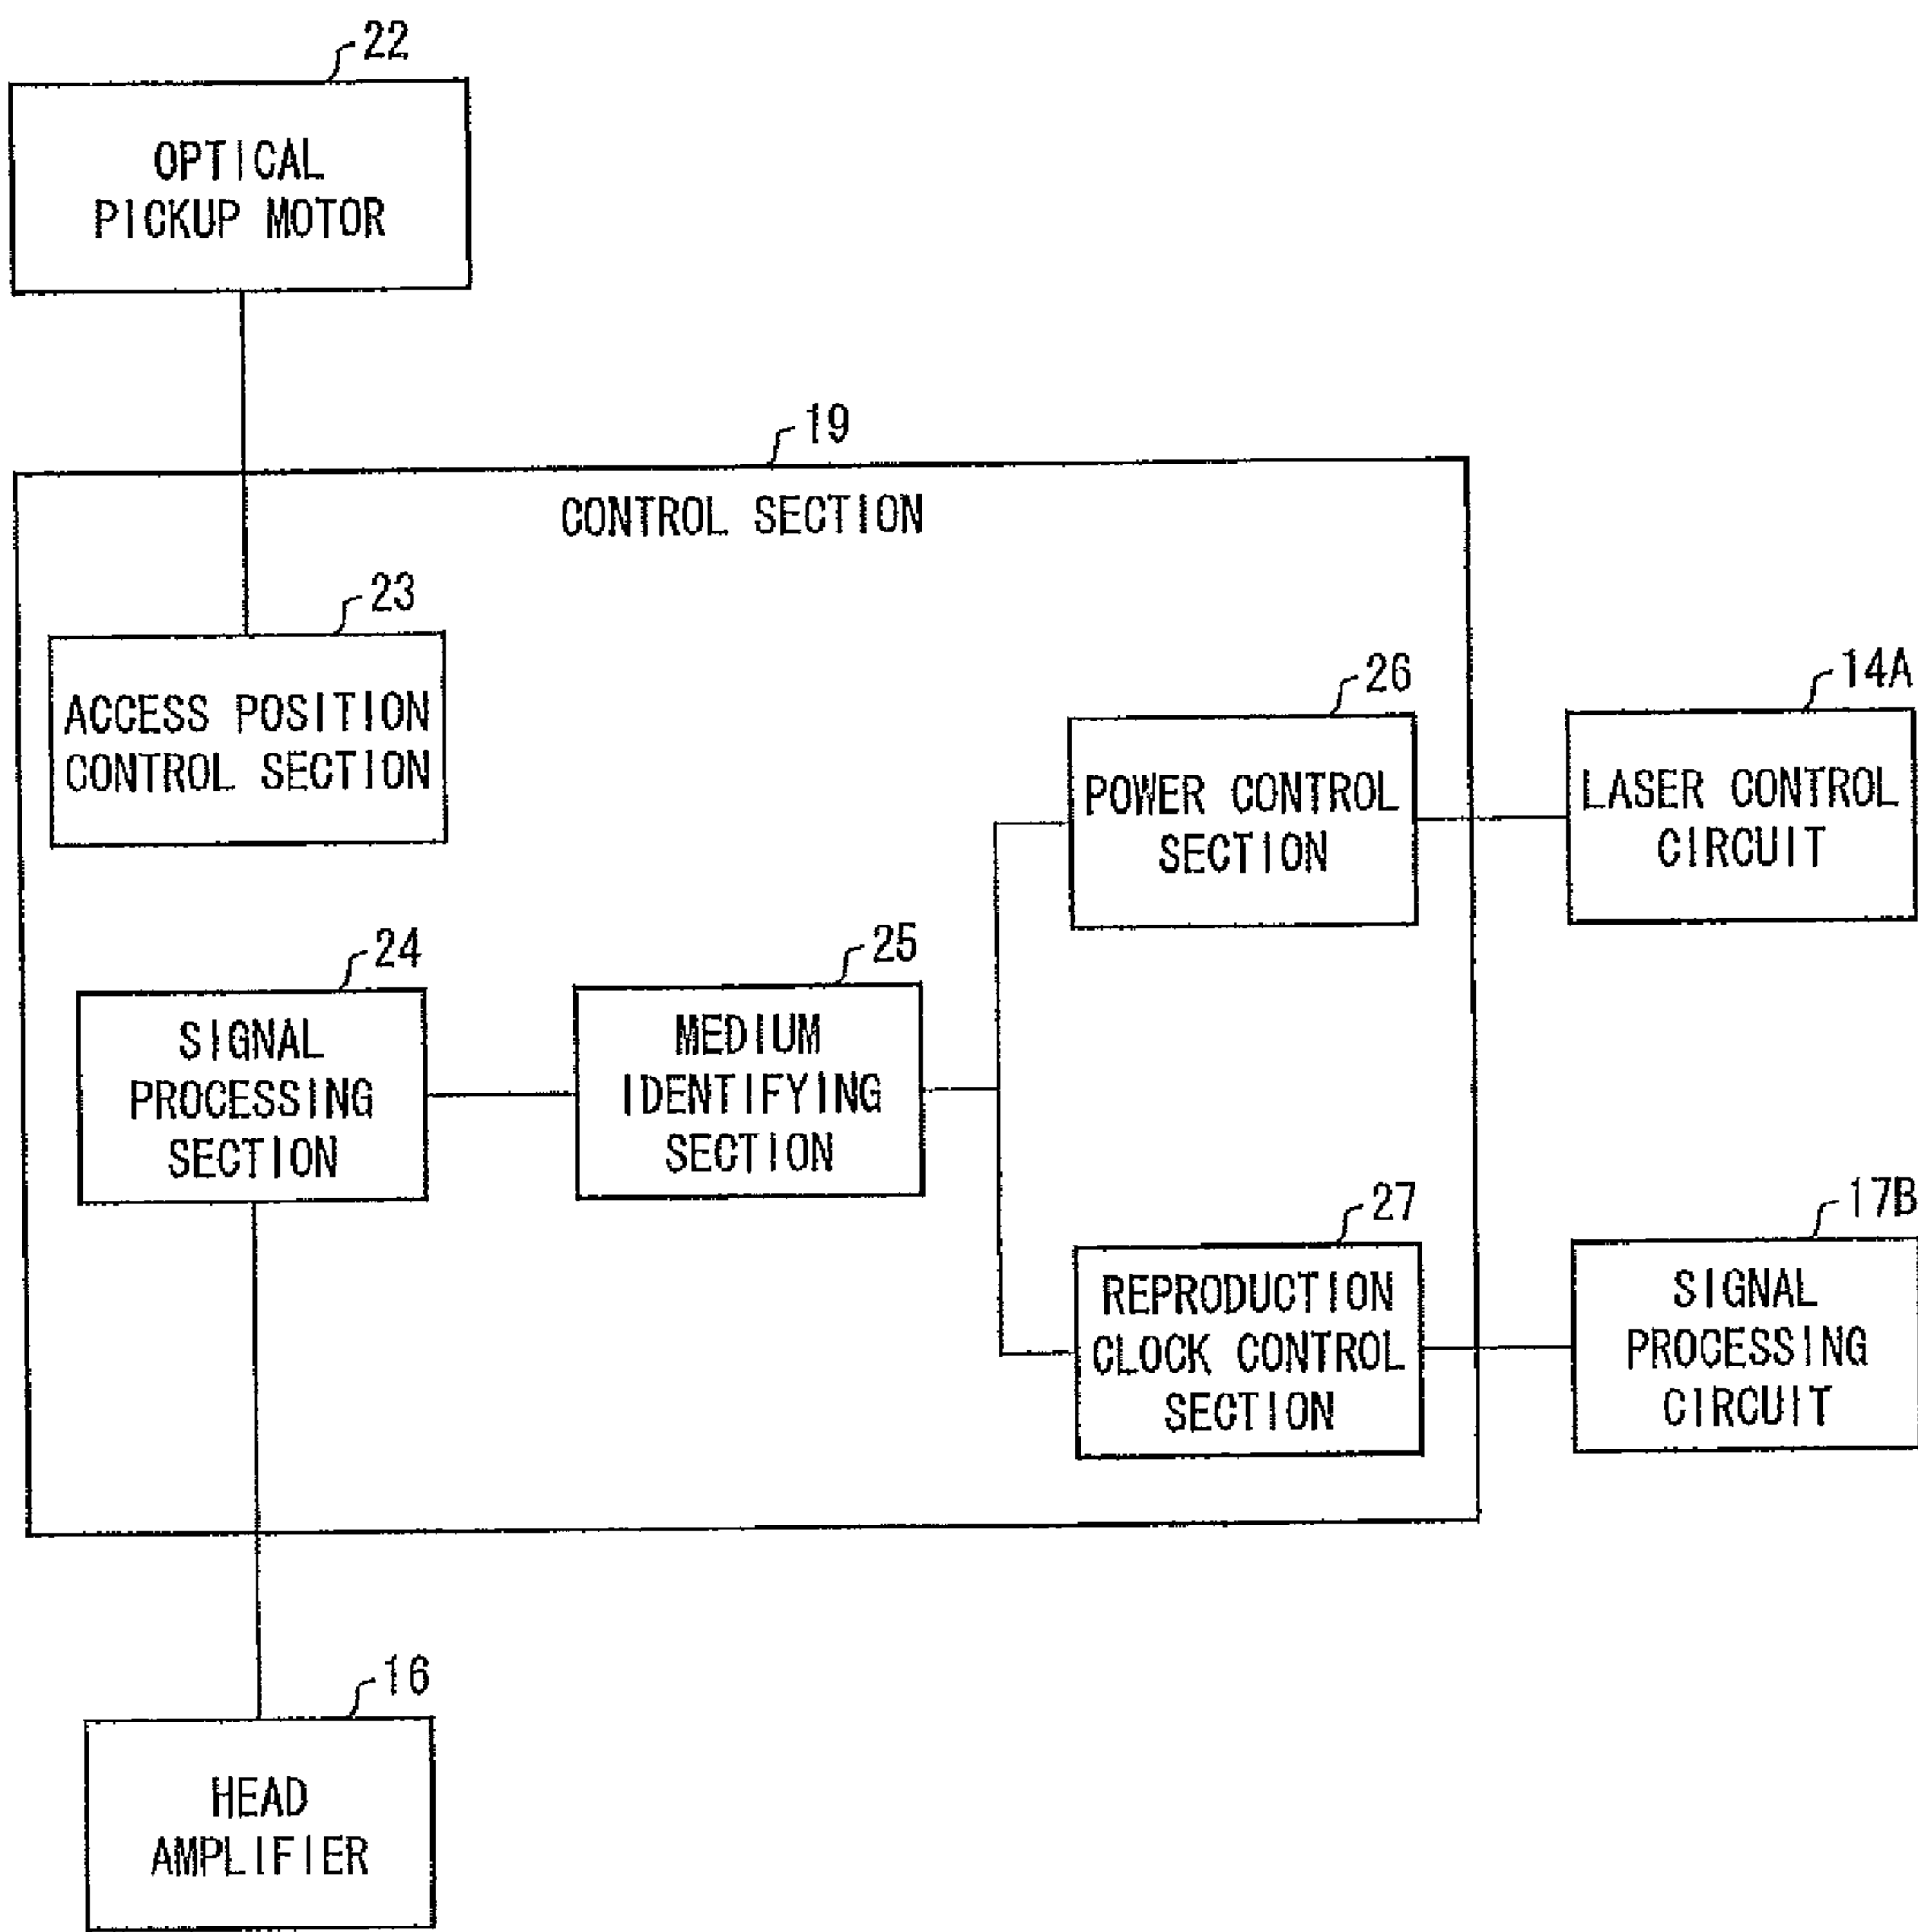 22
OPTICAL
PICKUP MOTOR
19
CONTROL SECTION
23
ACCESS POSITION
CONTROL SECTION
26
POWER CONTROL
SECTION
14A
LASER CONTROL
CIRCUIT
24
SIGNAL
PROCESSING
SECTION
25
MEDIUM
IDENTIFYING
SECTION
27
REPRODUCTION
CLOCK CONTROL
SECTION
17B
SIGNAL
PROCESSING
CIRCUIT
16
HEAD
AMPLIFIER